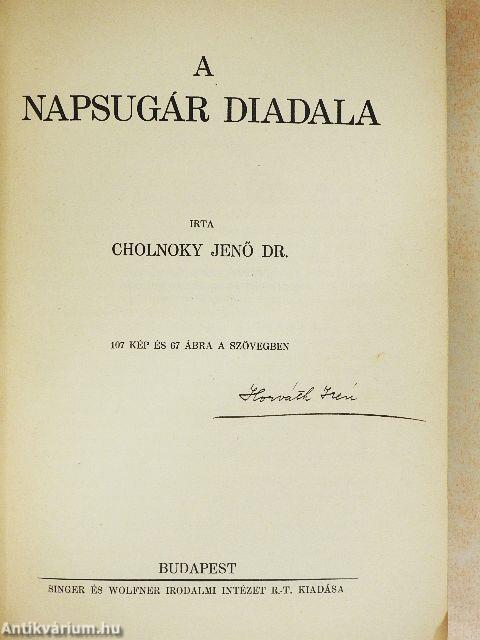 A
NAPSUGÁR DIADALA
IRTA
CHOLNOKY JENŐ DR.
107 KÉP ÉS 67 ÁBRA A SZÖVEGBEN
Horváth Irén
BUDAPEST
SINGER ÉS WOLFNER IRODALMI INTÉZET R.-T. KIADÁSA
Antikvárium.hu